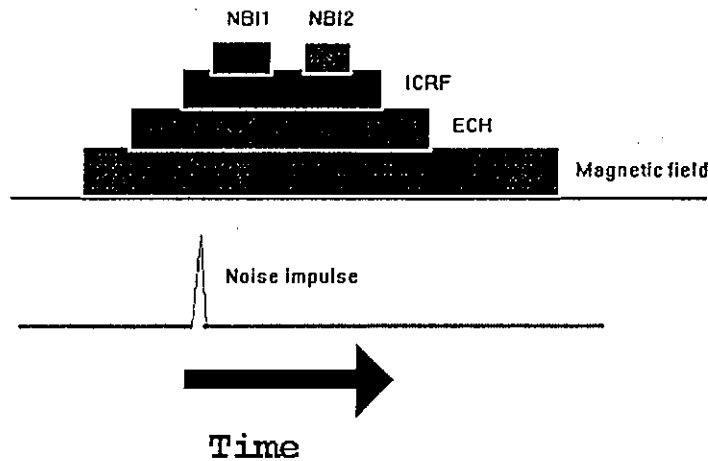 NBI1 NBI2
ICRF
ECH
Magnetic field
Noise impulse
Time